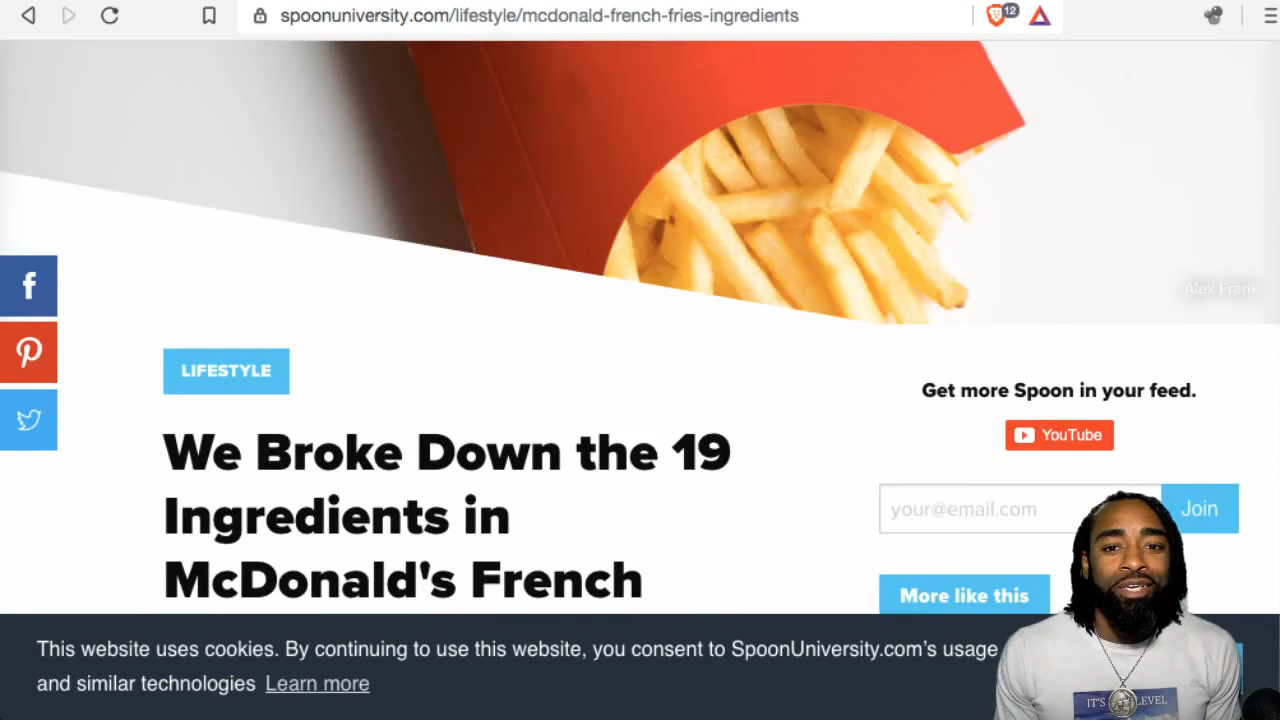 spoonuniversity.com/lifestyle/mcdonald-french-fries-ingredients
12
Alex Frank
f
LIFESTYLE
We Broke Down the 19
Ingredients in
McDonald's French
Get more Spoon in your feed.
YouTube
your@email.com
Join
More like this
This website uses cookies. By continuing to use this website, you consent to SpoonUniversity.com's usage
and similar technologies Learn more
IT'S LEVEL